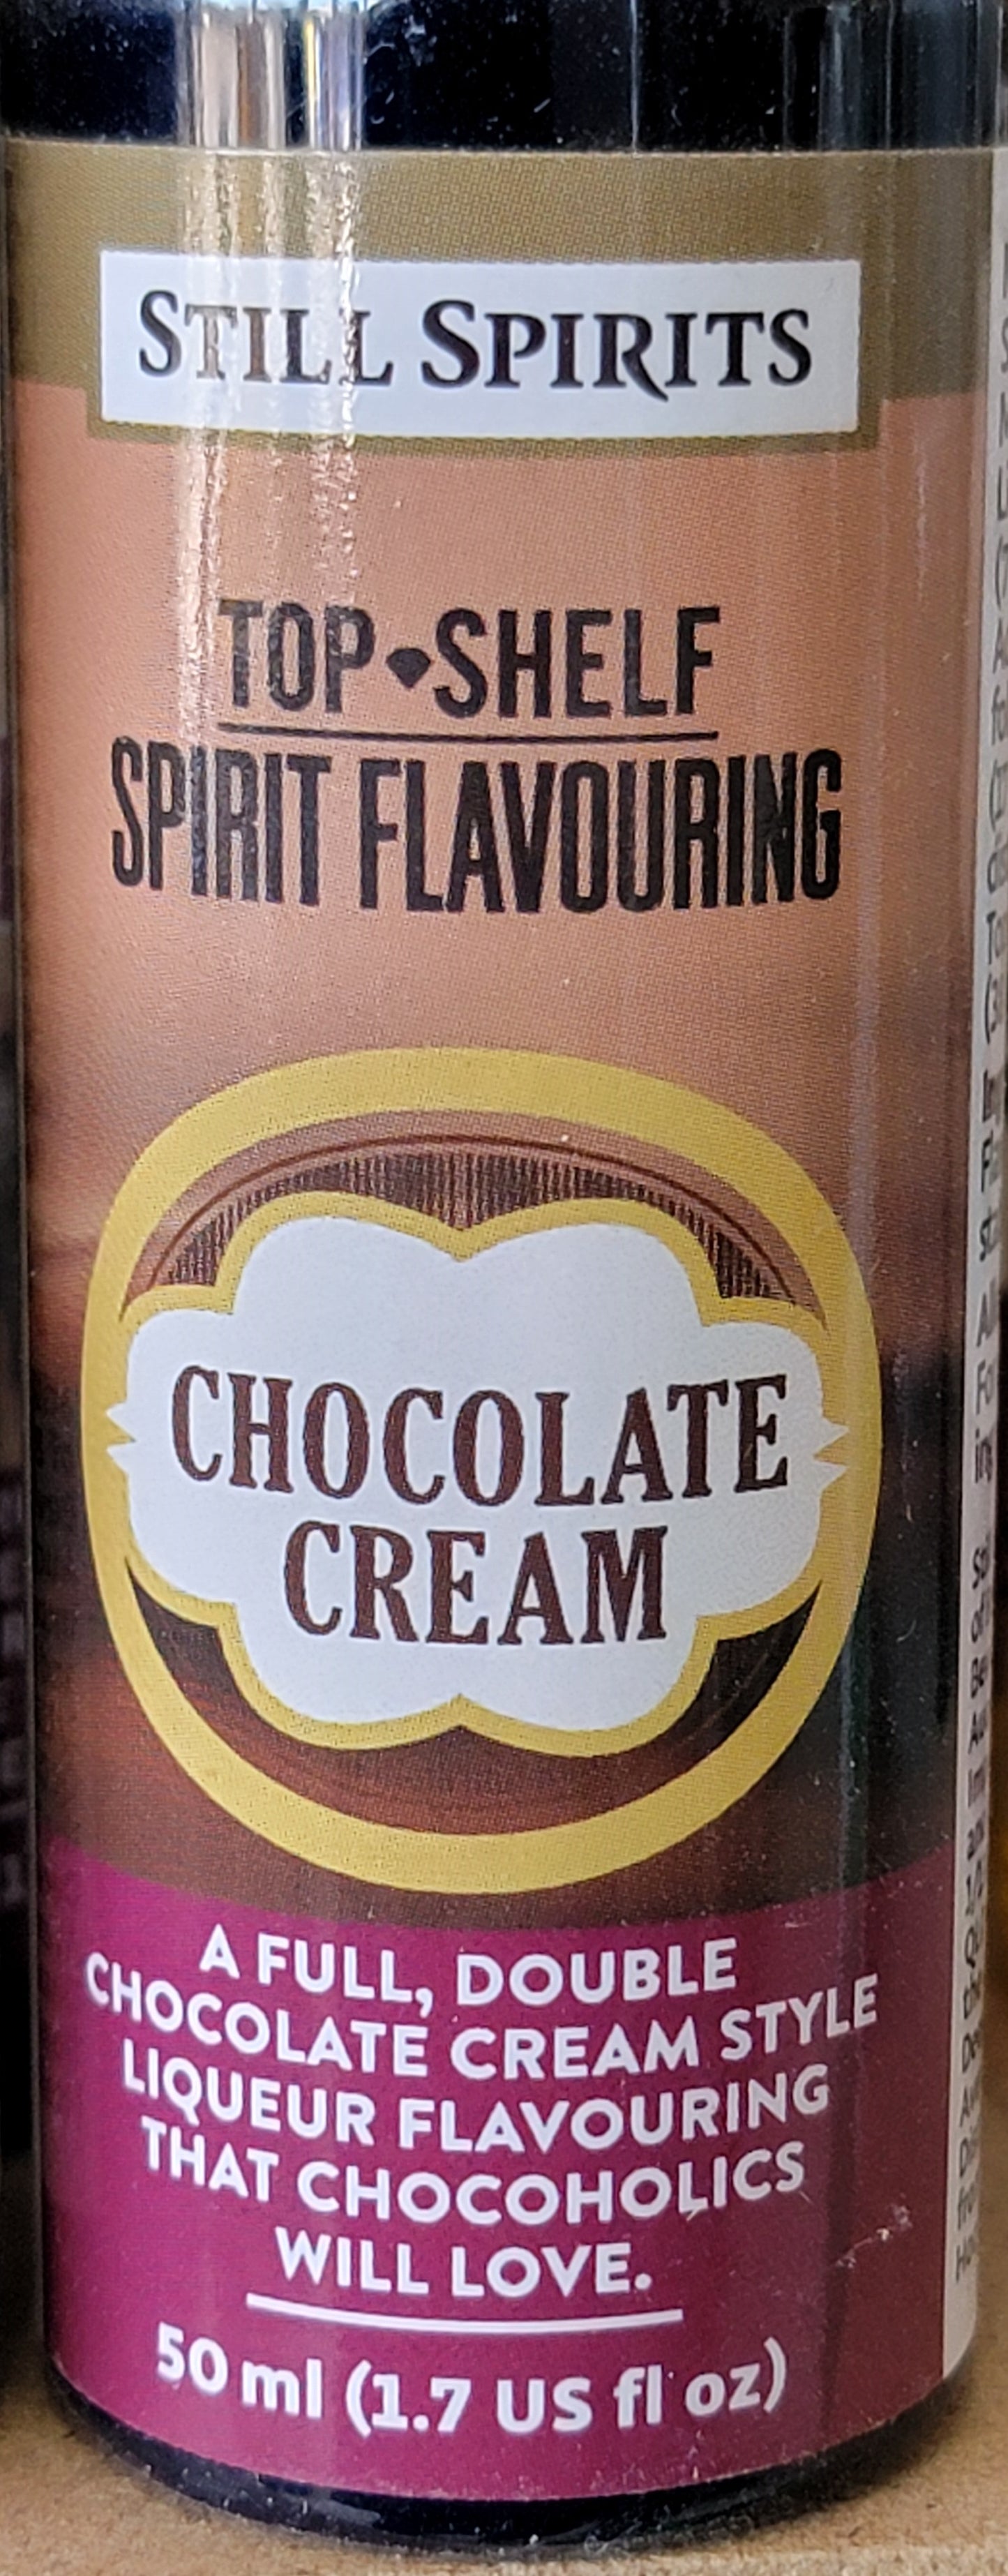 STILL SPIRITS
TOP SHELF
SPIRIT FLAVOURING
CHOCOLATE
CREAM
A FULL, DOUBLE
CHOCOLATE CREAM STYLE
LIQUEUR FLAVOURING
THAT CHOCOHOLICS
WILL LOVE.
50 ml (1.7 US fl oz)